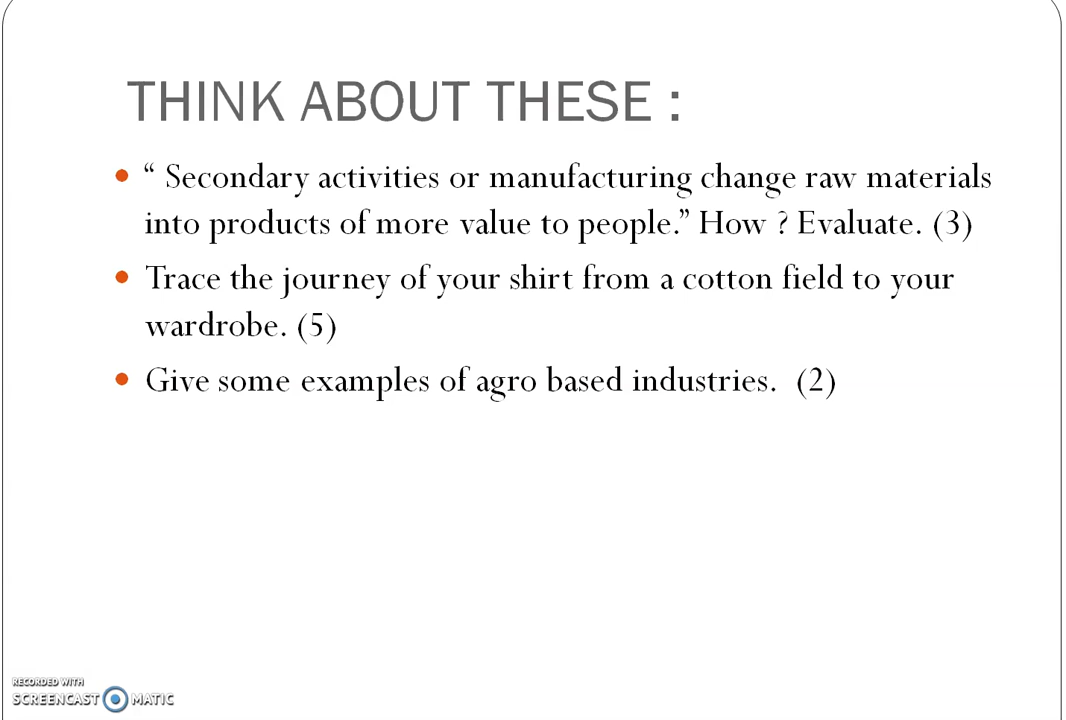 THINK ABOUT THESE :
• “ Secondary activities or manufacturing change raw materials
into products of more value to people.” How ? Evaluate. (3)
• Trace the journey of your shirt from a cotton field to your
wardrobe. (5)
• Give some examples of agro based industries. (2)
RECORDED WITH
SCREENCAST MATIC